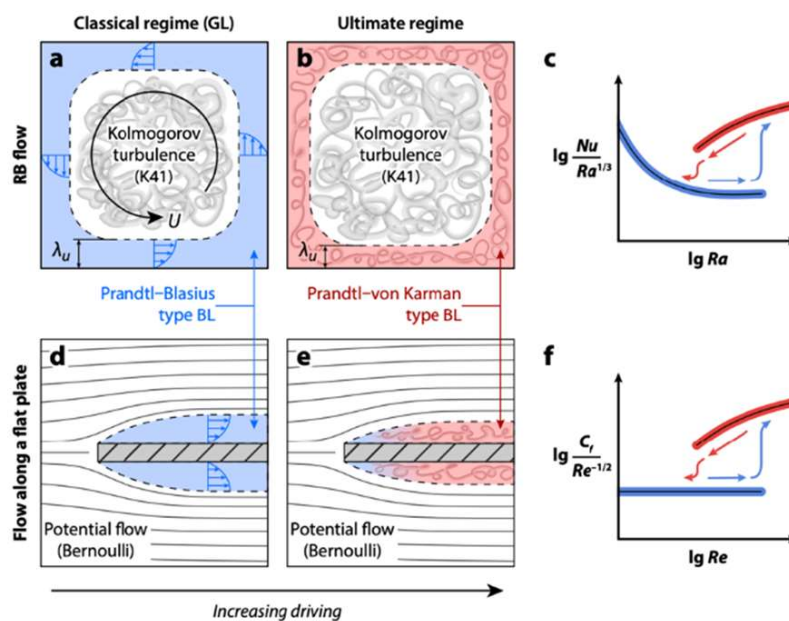 Classical regime (GL)
Ultimate regime
a
b
c
RB flow
Kolmogorov
turbulence
(K41)
U
λu
Kolmogorov
turbulence
(K41)
λu
lg Nu/Ra^1/3
lg Ra
Prandtl–Blasius
type BL
Prandtl–von Karman
type BL
d
e
f
Flow along a flat plate
Potential flow
(Bernoulli)
Potential flow
(Bernoulli)
lg Cf/Re^-1/2
lg Re
Increasing driving